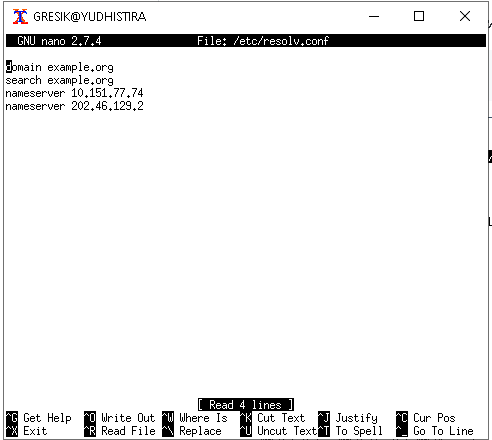 GRESIK@YUDHISTIRA
GNU nano 2.7.4 File: /etc/resolv.conf
domain example.org
search example.org
nameserver 10.151.77.74
nameserver 202.46.129.2
[ Read 4 lines ]
^G Get Help ^O Write Out ^W Where Is ^K Cut Text ^J Justify ^C Cur Pos
^X Exit ^R Read File ^\ Replace ^U Uncut Text ^T To Spell ^_ Go To Line